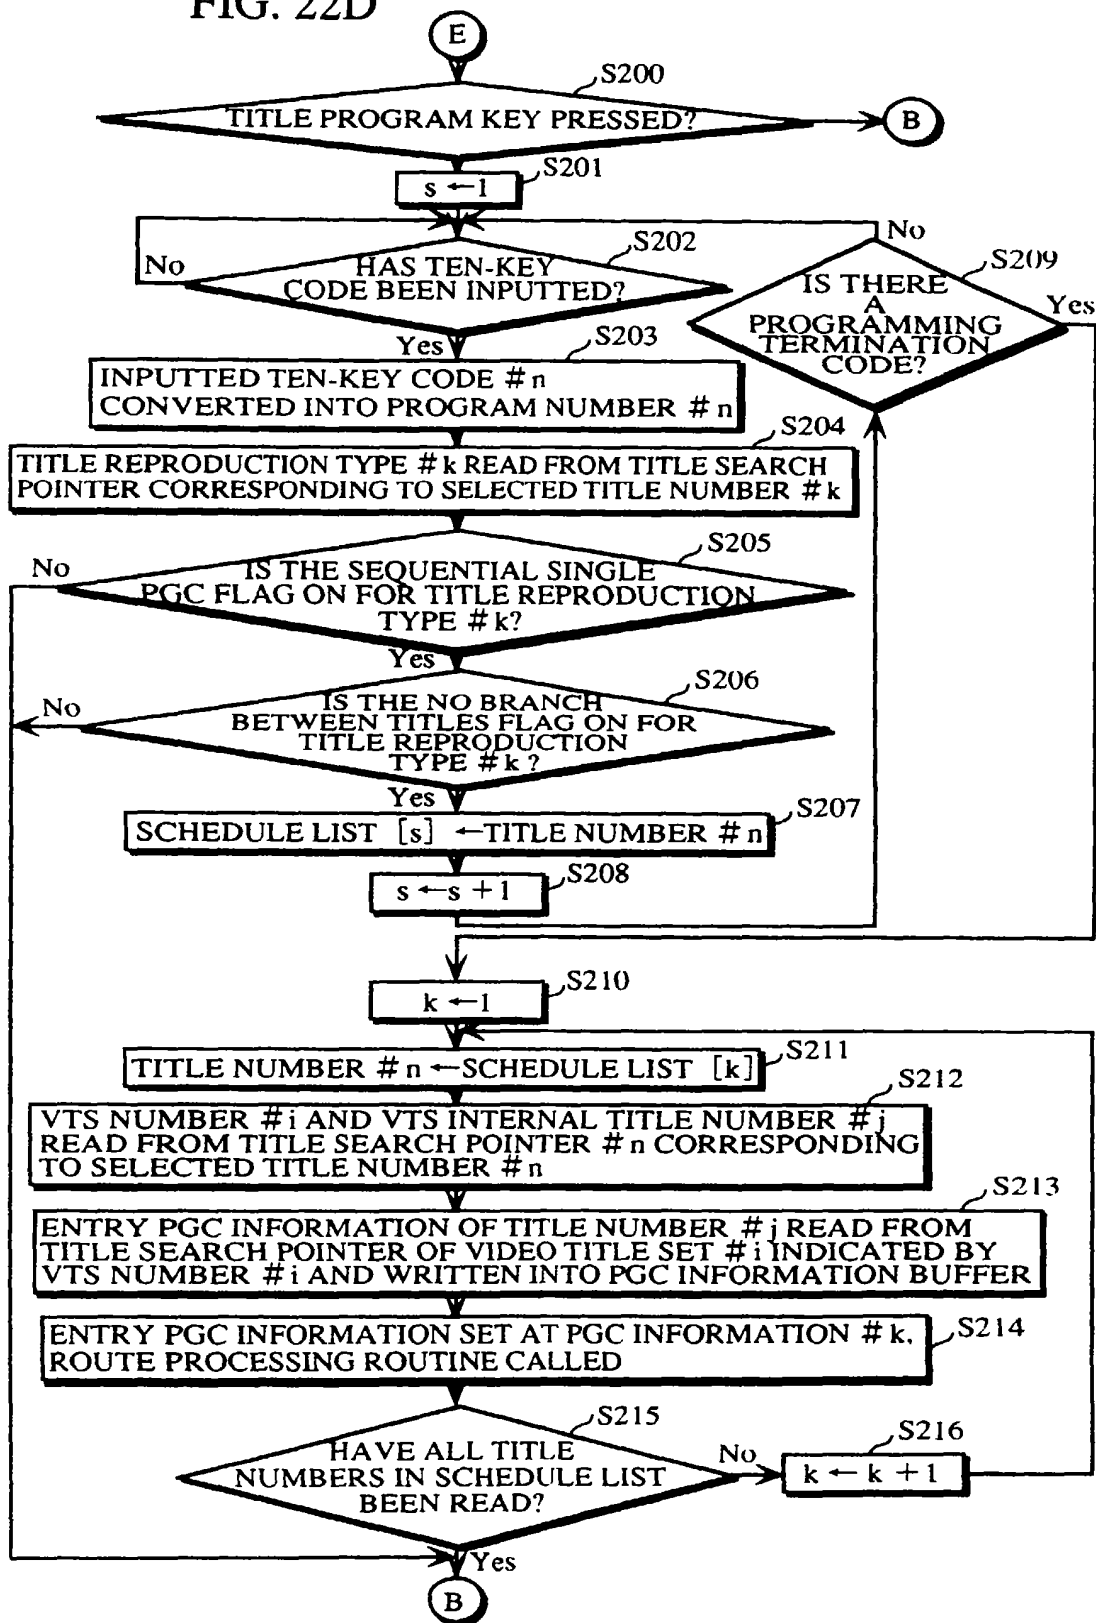 FIG. 22D
E
S200
TITLE PROGRAM KEY PRESSED?
B
S201
s ←1
No
S202
HAS TEN-KEY
CODE BEEN INPUTTED?
No
S209
IS THERE
A
PROGRAMMING
TERMINATION
CODE?
Yes
Yes
S203
INPUTTED TEN-KEY CODE #n
CONVERTED INTO PROGRAM NUMBER #n
S204
TITLE REPRODUCTION TYPE #k READ FROM TITLE SEARCH
POINTER CORRESPONDING TO SELECTED TITLE NUMBER #k
S205
No
IS THE SEQUENTIAL SINGLE
PGC FLAG ON FOR TITLE REPRODUCTION
TYPE #k?
Yes
S206
No
IS THE NO BRANCH
BETWEEN TITLES FLAG ON FOR
TITLE REPRODUCTION
TYPE #k ?
Yes
S207
SCHEDULE LIST [s] ←TITLE NUMBER #n
S208
s ←s +1
S210
k ←1
S211
TITLE NUMBER #n ←SCHEDULE LIST [k]
S212
VTS NUMBER #i AND VTS INTERNAL TITLE NUMBER #j
READ FROM TITLE SEARCH POINTER #n CORRESPONDING
TO SELECTED TITLE NUMBER #n
S213
ENTRY PGC INFORMATION OF TITLE NUMBER #j READ FROM
TITLE SEARCH POINTER OF VIDEO TITLE SET #i INDICATED BY
VTS NUMBER #i AND WRITTEN INTO PGC INFORMATION BUFFER
S214
ENTRY PGC INFORMATION SET AT PGC INFORMATION #k,
ROUTE PROCESSING ROUTINE CALLED
S215
HAVE ALL TITLE
NUMBERS IN SCHEDULE LIST
BEEN READ?
No
S216
k ← k +1
Yes
B